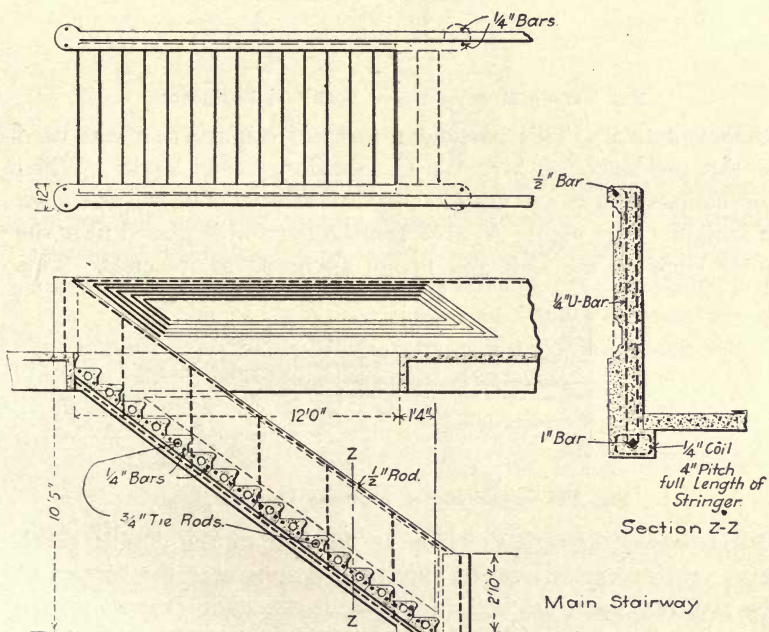 1/4" Bars.
12"
1/2" Bar
1/4" U-Bar
12'0"
1'4"
Z
1/2" Rod.
1" Bar
1/4" Coil
4" Pitch
full Length of
Stringer.
Section Z-Z
1/4" Bars
3/4" Tie Rods.
10'5"
2'10"
Main Stairway
Z